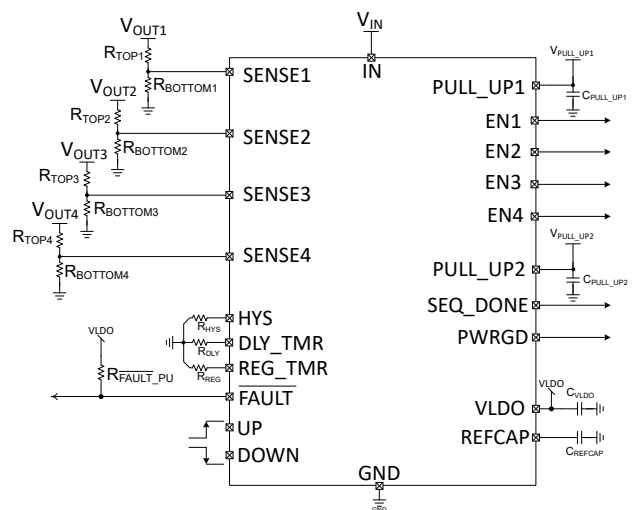 VIN
IN
VOUT1
RTOP1
RBOTTOM1
SENSE1
VOUT2
RTOP2
RBOTTOM2
SENSE2
VOUT3
RTOP3
RBOTTOM3
SENSE3
VOUT4
RTOP4
RBOTTOM4
SENSE4
HYS
RHYS
DLY_TMR
RDLY
REG_TMR
RREG
VLDO
RFAULT_PU
FAULT
UP
DOWN
GND
GND
VPULL_UP1
PULL_UP1
CPULL_UP1
EN1
EN2
EN3
EN4
VPULL_UP2
PULL_UP2
CPULL_UP2
SEQ_DONE
PWRGD
VLDO
CVLDO
VLDO
REFCAP
CREFCAP